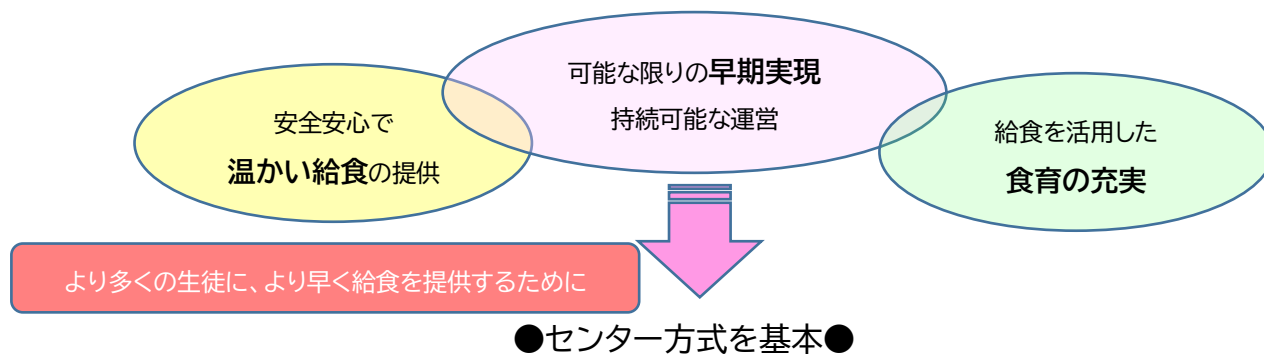 安全安心で
温かい給食の提供
可能な限りの早期実現
持続可能な運営
給食を活用した
食育の充実
より多くの生徒に、より早く給食を提供するために
●センター方式を基本●